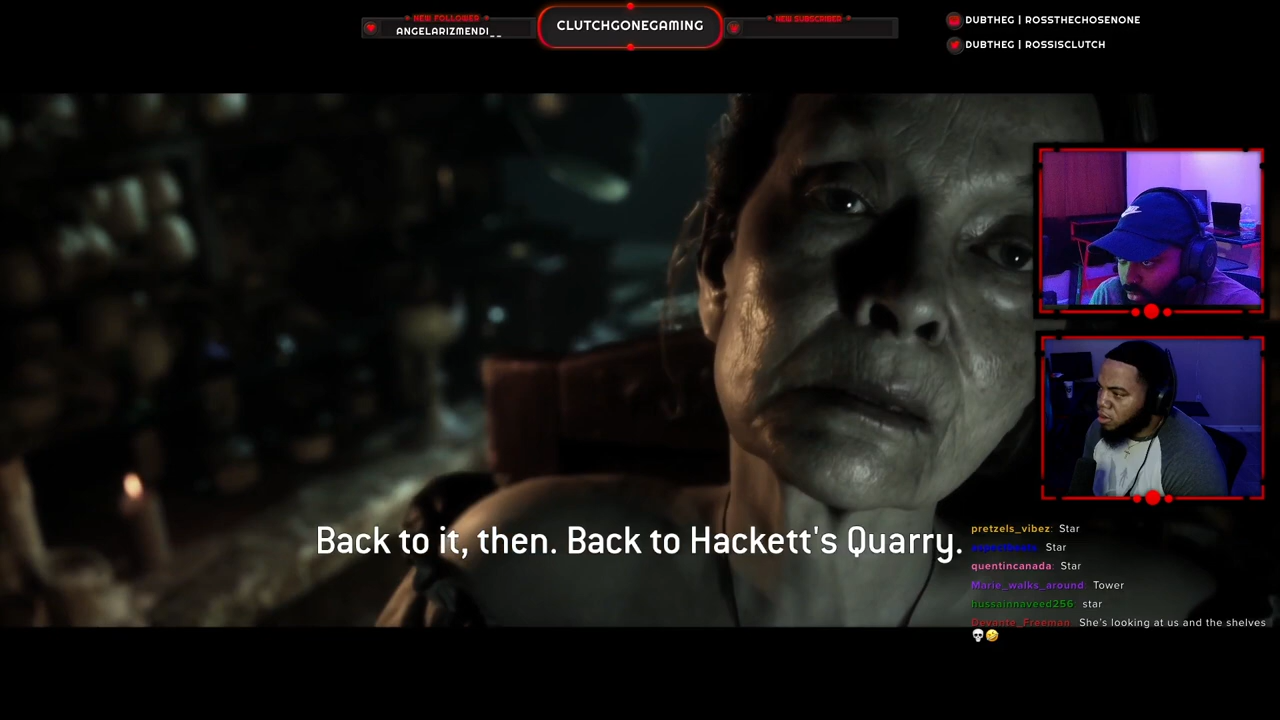 NEW FOLLOWER
ANGELARIZMENDI__
CLUTCHGONEGAMING
NEW SUBSCRIBER
DUBTHEG | ROSSTHECHOSENONE
DUBTHEG | ROSSISCLUTCH
Back to it, then. Back to Hackett's Quarry.
pretzels_vibez: Star
: Star
quentincanada: Star
Marie_walks_around: Tower
hussainnaveed256: star
Devante_Freeman: She's looking at us and the shelves
💀🤣